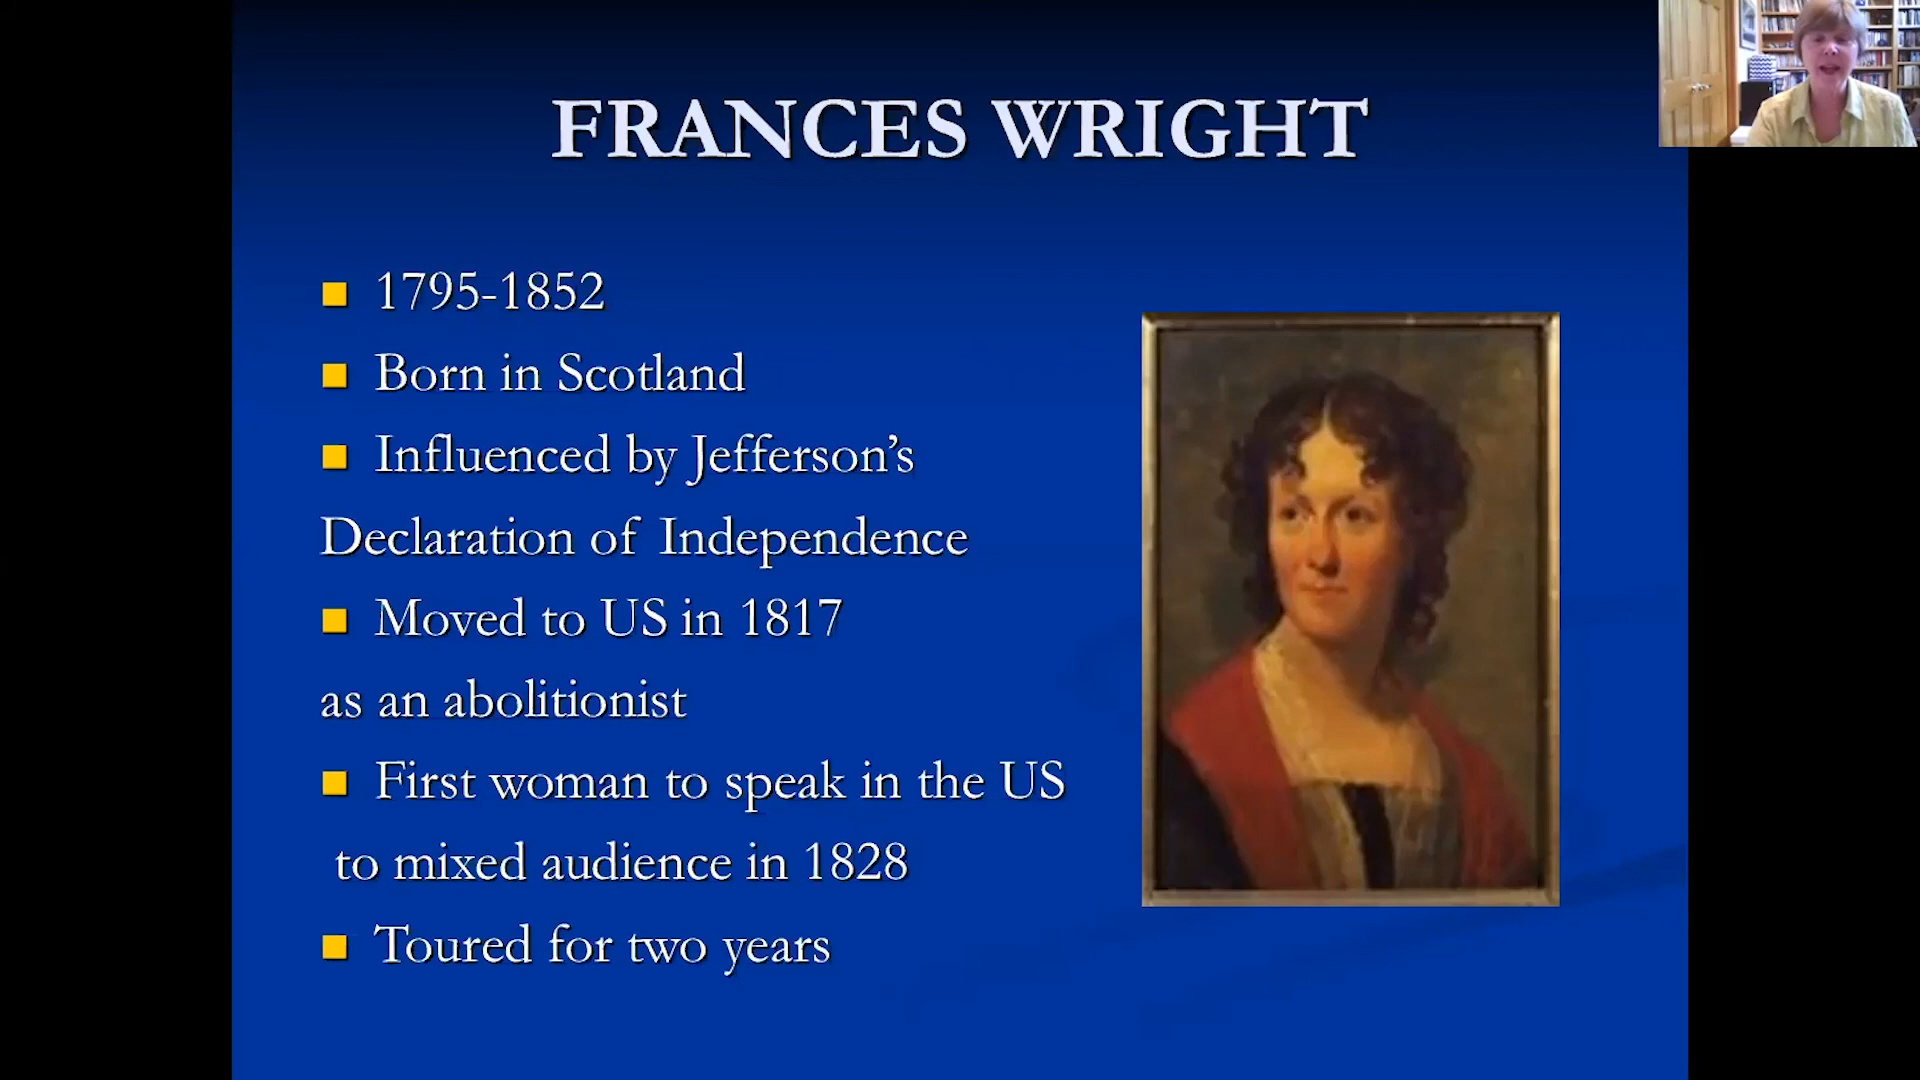 FRANCES WRIGHT
1795-1852
Born in Scotland
Influenced by Jefferson’s
Declaration of Independence
Moved to US in 1817
as an abolitionist
First woman to speak in the US
to mixed audience in 1828
Toured for two years